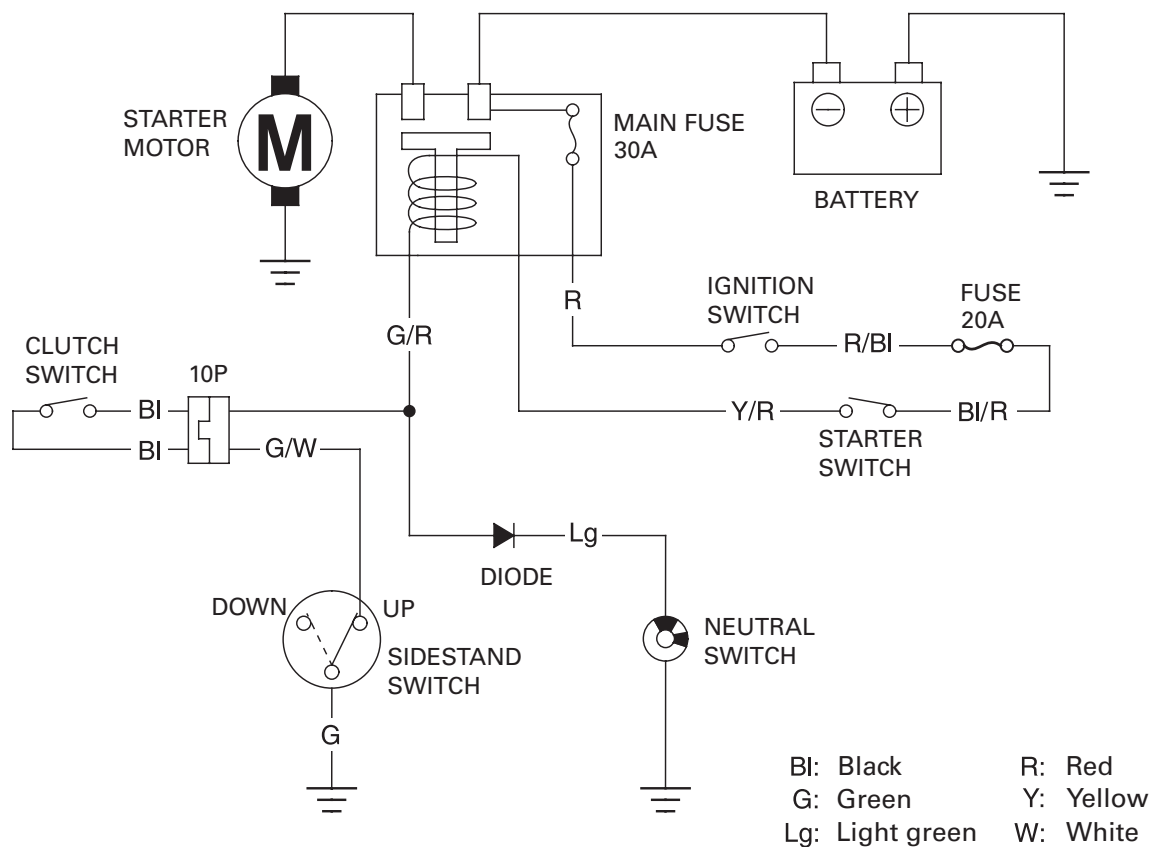 STARTER
MOTOR
M
MAIN FUSE
30A
BATTERY
R
IGNITION
SWITCH
FUSE
20A
R/Bl
G/R
CLUTCH
SWITCH
10P
Bl
Bl
G/W
Y/R
Bl/R
STARTER
SWITCH
Lg
DIODE
DOWN
UP
SIDESTAND
SWITCH
NEUTRAL
SWITCH
G
Bl: Black
R: Red
G: Green
Y: Yellow
Lg: Light green
W: White